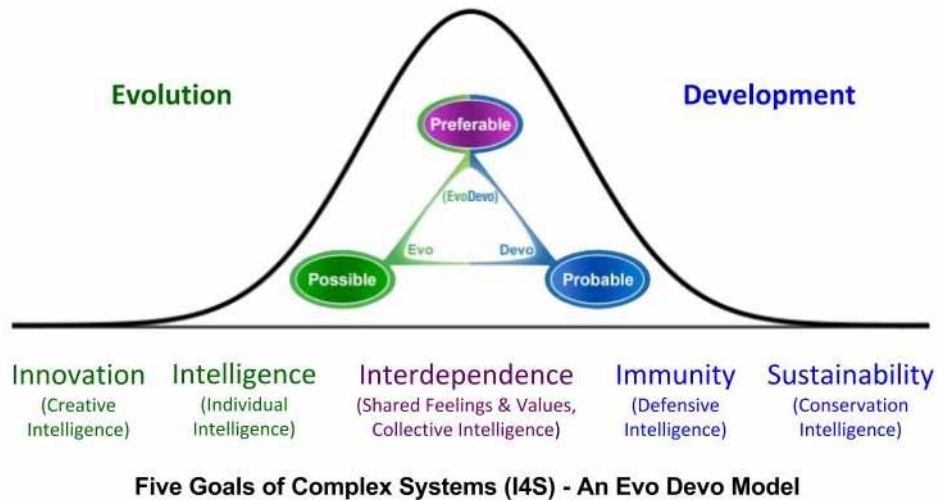 Evolution
Development
Preferable
(EvoDevo)
Evo
Devo
Possible
Probable
Innovation
(Creative
Intelligence)
Intelligence
(Individual
Intelligence)
Interdependence
(Shared Feelings & Values,
Collective Intelligence)
Immunity
(Defensive
Intelligence)
Sustainability
(Conservation
Intelligence)
Five Goals of Complex Systems (I4S) - An Evo Devo Model